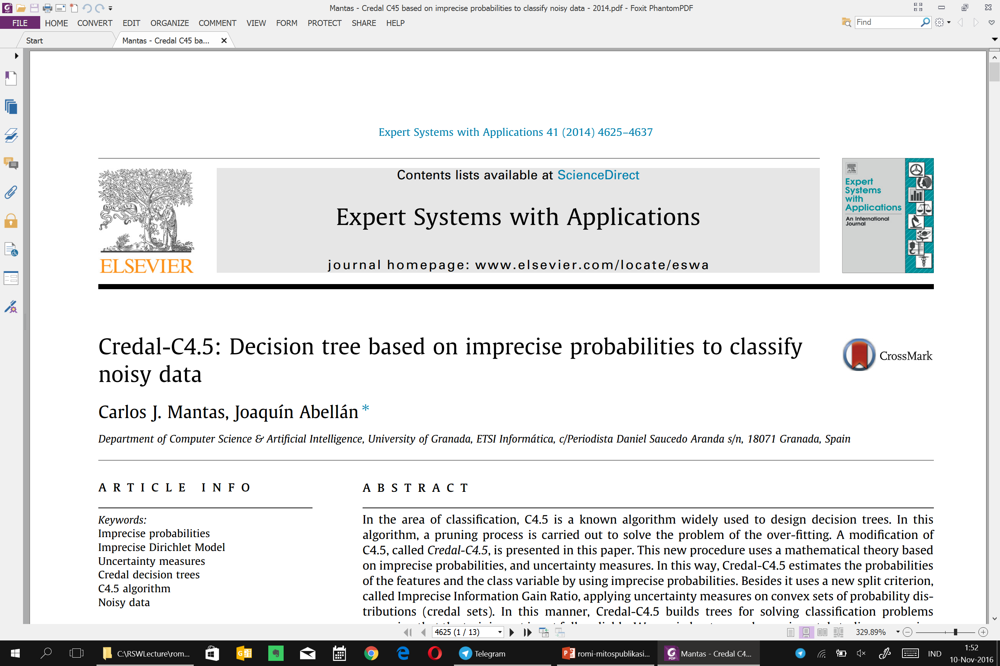 Mantas - Credal C45 based on imprecise probabilities to classify noisy data - 2014.pdf - Foxit PhantomPDF
FILE HOME CONVERT EDIT ORGANIZE COMMENT VIEW FORM PROTECT SHARE HELP
Find
Start
Mantas - Credal C45 ba...
Expert Systems with Applications 41 (2014) 4625–4637
Contents lists available at ScienceDirect
Expert Systems with Applications
journal homepage: www.elsevier.com/locate/eswa
NON SOLUS
ELSEVIER
Expert
Systems
with
Applications
An International
Journal
Credal-C4.5: Decision tree based on imprecise probabilities to classify
noisy data
CrossMark
Carlos J. Mantas, Joaquín Abellán *
Department of Computer Science & Artificial Intelligence, University of Granada, ETSI Informática, c/Periodista Daniel Saucedo Aranda s/n, 18071 Granada, Spain
ARTICLE INFO
Keywords:
Imprecise probabilities
Imprecise Dirichlet Model
Uncertainty measures
Credal decision trees
C4.5 algorithm
Noisy data
ABSTRACT
In the area of classification, C4.5 is a known algorithm widely used to design decision trees. In this
algorithm, a pruning process is carried out to solve the problem of the over-fitting. A modification of
C4.5, called Credal-C4.5, is presented in this paper. This new procedure uses a mathematical theory based
on imprecise probabilities, and uncertainty measures. In this way, Credal-C4.5 estimates the probabilities
of the features and the class variable by using imprecise probabilities. Besides it uses a new split criterion,
called Imprecise Information Gain Ratio, applying uncertainty measures on convex sets of probability dis-
tributions (credal sets). In this manner, Credal-C4.5 builds trees for solving classification problems
4625 (1 / 13)
329.89%
C:\RSWLecture\rom...
Telegram
romi-mitospublikasi...
Mantas - Credal C4...
IND
1:52
10-Nov-2016